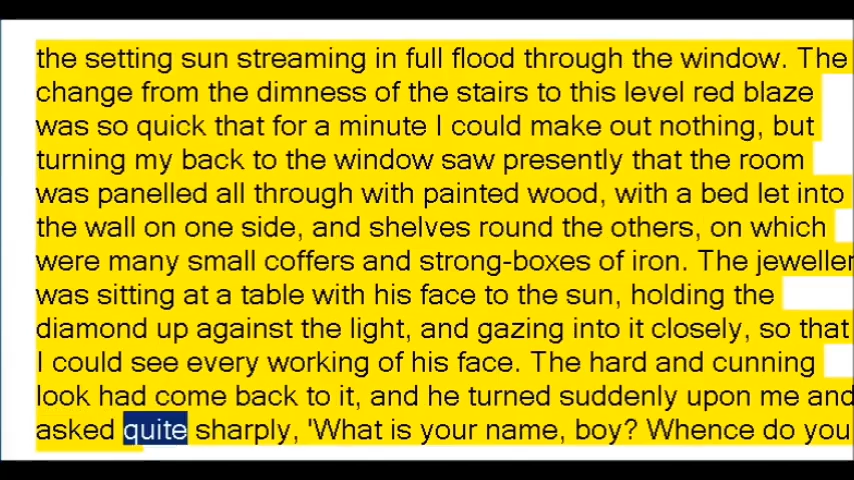 the setting sun streaming in full flood through the window. The
change from the dimness of the stairs to this level red blaze
was so quick that for a minute I could make out nothing, but
turning my back to the window saw presently that the room
was panelled all through with painted wood, with a bed let into
the wall on one side, and shelves round the others, on which
were many small coffers and strong-boxes of iron. The jeweller
was sitting at a table with his face to the sun, holding the
diamond up against the light, and gazing into it closely, so that
I could see every working of his face. The hard and cunning
look had come back to it, and he turned suddenly upon me and
asked quite sharply, 'What is your name, boy? Whence do you